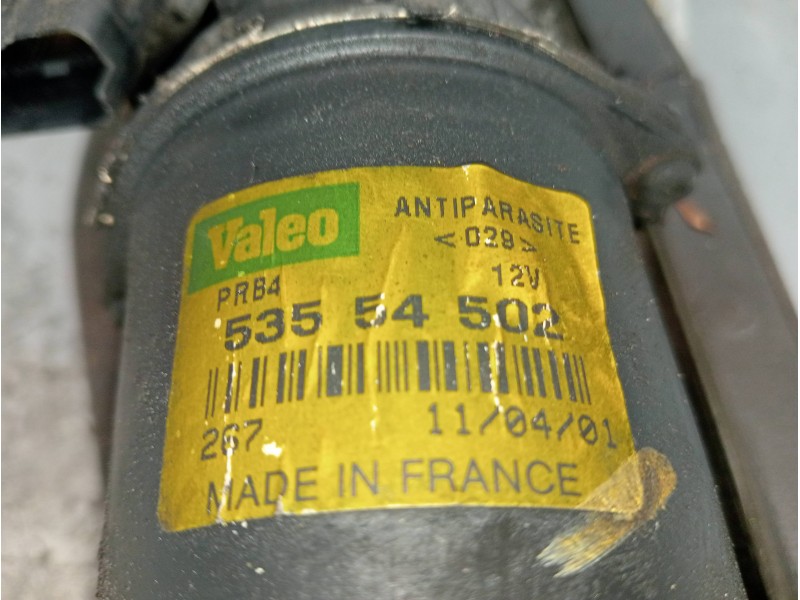 Valeo
ANTIPARASITE
<029>
PRB4 12V
535 54 502
267 11/04/01
MADE IN FRANCE